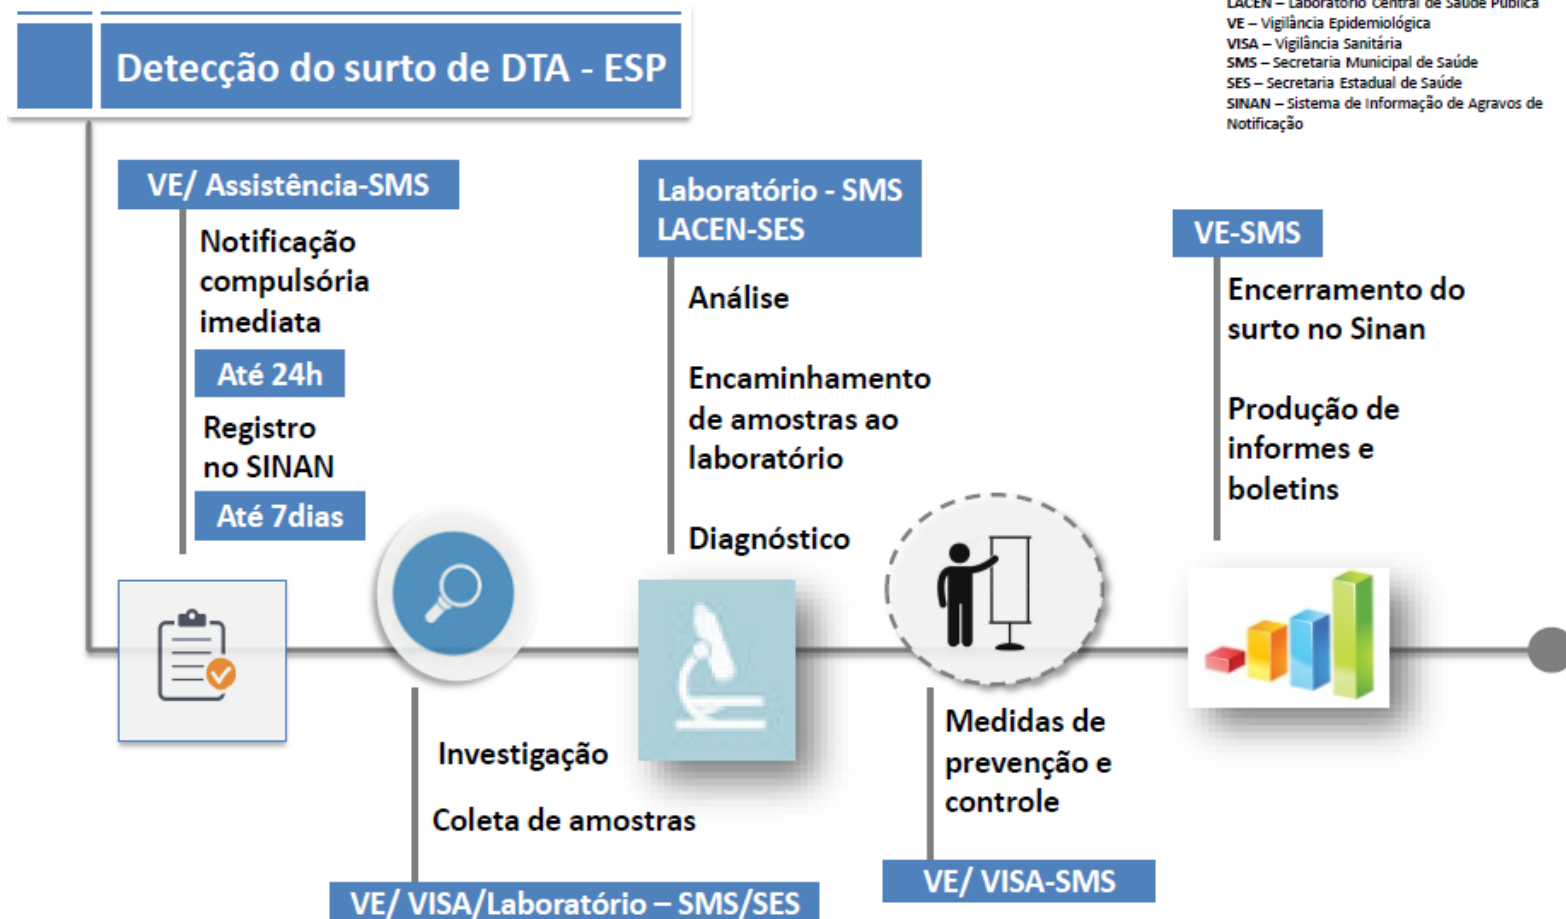 LACEN – Laboratório Central de Saúde Pública
VE – Vigilância Epidemiológica
VISA – Vigilância Sanitária
SMS – Secretaria Municipal de Saúde
SES – Secretaria Estadual de Saúde
SINAN – Sistema de Informação de Agravos de
Notificação
Detecção do surto de DTA - ESP
VE/ Assistência-SMS
Notificação
compulsória
imediata
Até 24h
Registro
no SINAN
Até 7dias
Investigação
Coleta de amostras
VE/ VISA/Laboratório – SMS/SES
Laboratório - SMS
LACEN-SES
Análise
Encaminhamento
de amostras ao
laboratório
Diagnóstico
Medidas de
prevenção e
controle
VE/ VISA-SMS
VE-SMS
Encerramento do
surto no Sinan
Produção de
informes e
boletins